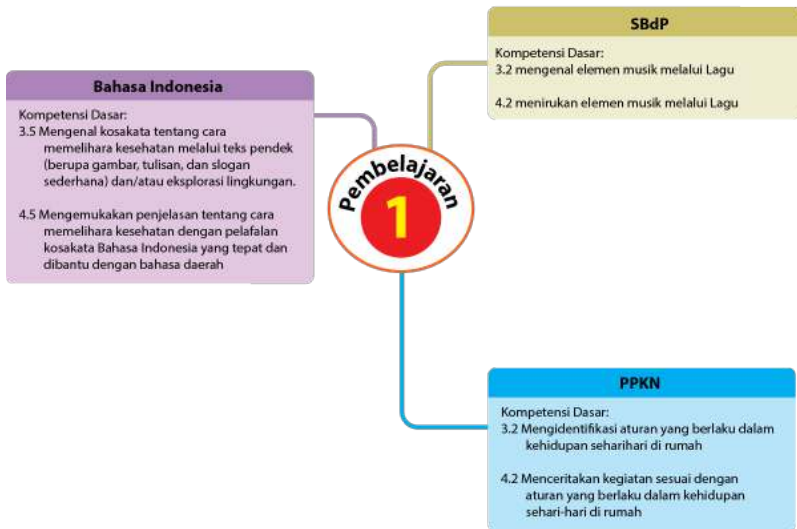 SBdP
Kompetensi Dasar:
3.2 mengenal elemen musik melalui Lagu
4.2 menirukan elemen musik melalui Lagu
Bahasa Indonesia
Kompetensi Dasar:
3.5 Mengenal kosakata tentang cara
memelihara kesehatan melalui teks pendek
(berupa gambar, tulisan, dan slogan
sederhana) dan/atau eksplorasi lingkungan.
4.5 Mengemukakan penjelasan tentang cara
memelihara kesehatan dengan pelafalan
kosakata Bahasa Indonesia yang tepat dan
dibantu dengan bahasa daerah
Pembelajaran
1
PPKN
Kompetensi Dasar:
3.2 Mengidentifikasi aturan yang berlaku dalam
kehidupan seharihari di rumah
4.2 Menceritakan kegiatan sesuai dengan
aturan yang berlaku dalam kehidupan
sehari-hari di rumah